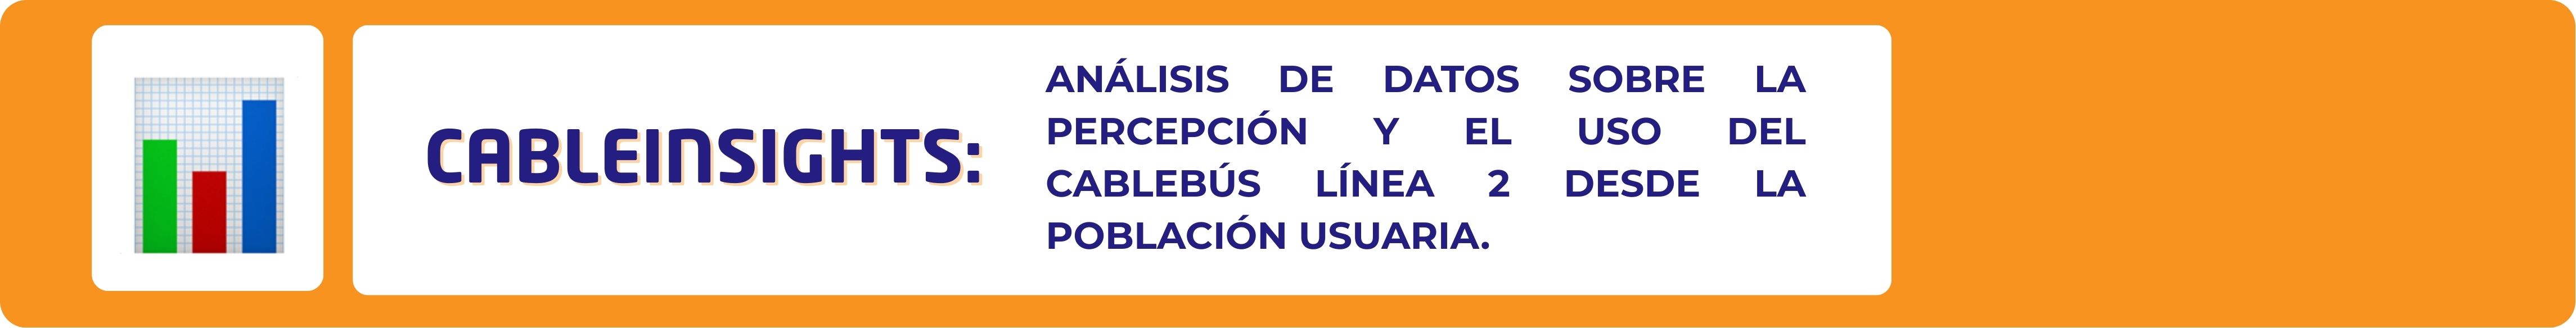 CABLEINSIGHTS:
ANÁLISIS DE DATOS SOBRE LA
PERCEPCIÓN Y EL USO DEL
CABLEBÚS LÍNEA 2 DESDE LA
POBLACIÓN USUARIA.